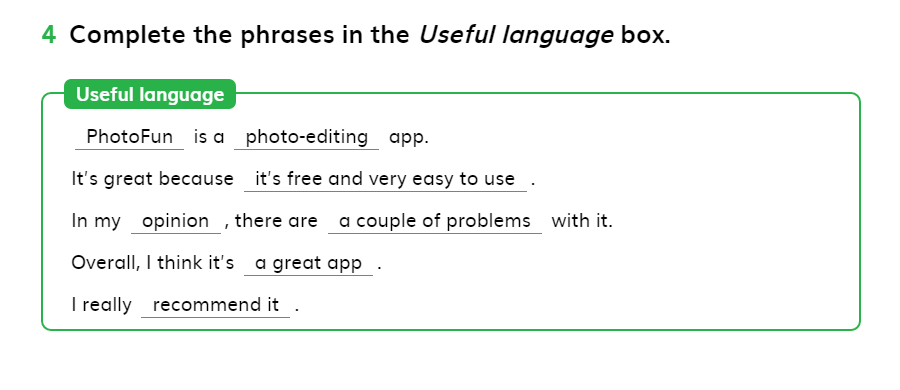 4 Complete the phrases in the Useful language box.
Useful language
PhotoFun is a photo-editing app.
It's great because it's free and very easy to use .
In my opinion , there are a couple of problems with it.
Overall, I think it's a great app .
I really recommend it .